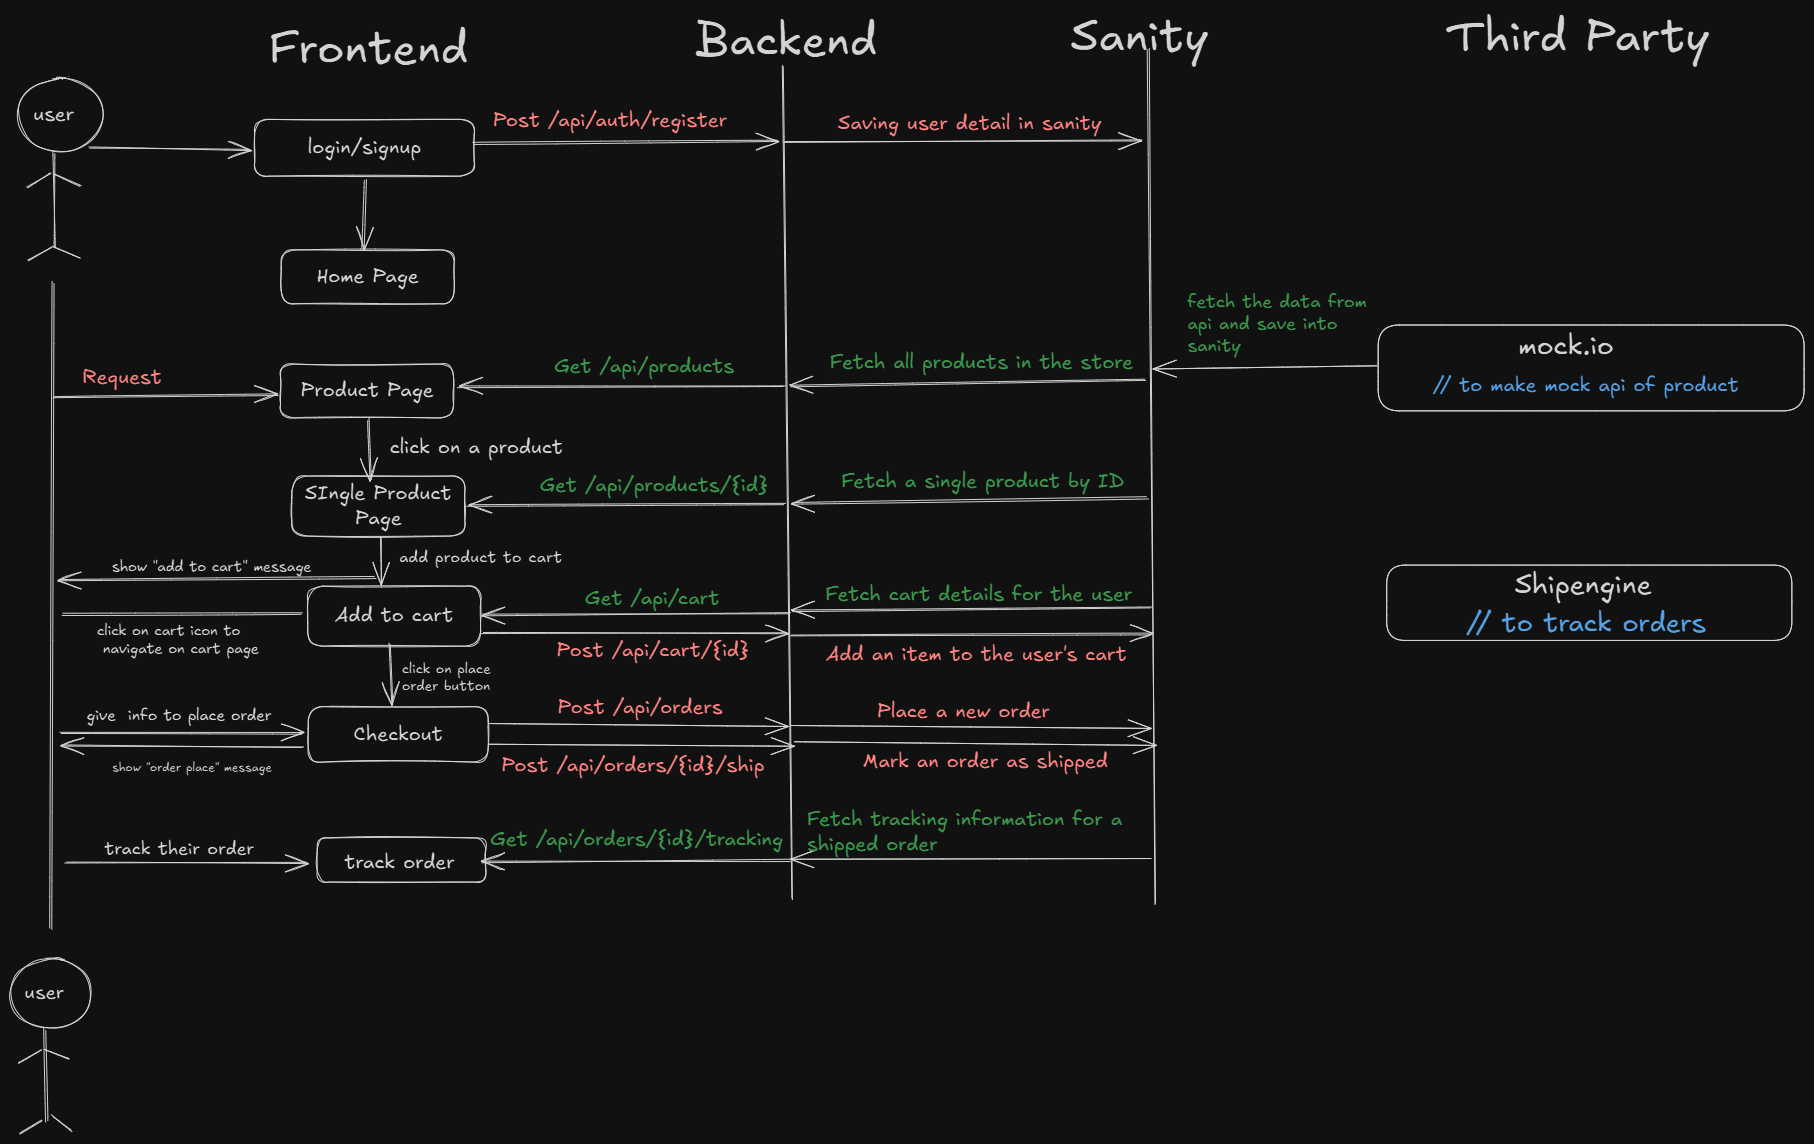 Frontend
Backend
Sanity
Third Party
user
login/signup
Post /api/auth/register
Saving user detail in sanity
Home Page
fetch the data from
api and save into
sanity
mock.io
// to make mock api of product
Request
Product Page
Get /api/products
Fetch all products in the store
click on a product
SIngle Product
Page
Get /api/products/{id}
Fetch a single product by ID
show "add to cart" message
add product to cart
Add to cart
Get /api/cart
Fetch cart details for the user
Shipengine
// to track orders
click on cart icon to
navigate on cart page
Post /api/cart/{id}
Add an item to the user's cart
click on place
order button
give info to place order
Checkout
Post /api/orders
Place a new order
show "order place" message
Post /api/orders/{id}/ship
Mark an order as shipped
track their order
track order
Get /api/orders/{id}/tracking
Fetch tracking information for a
shipped order
user